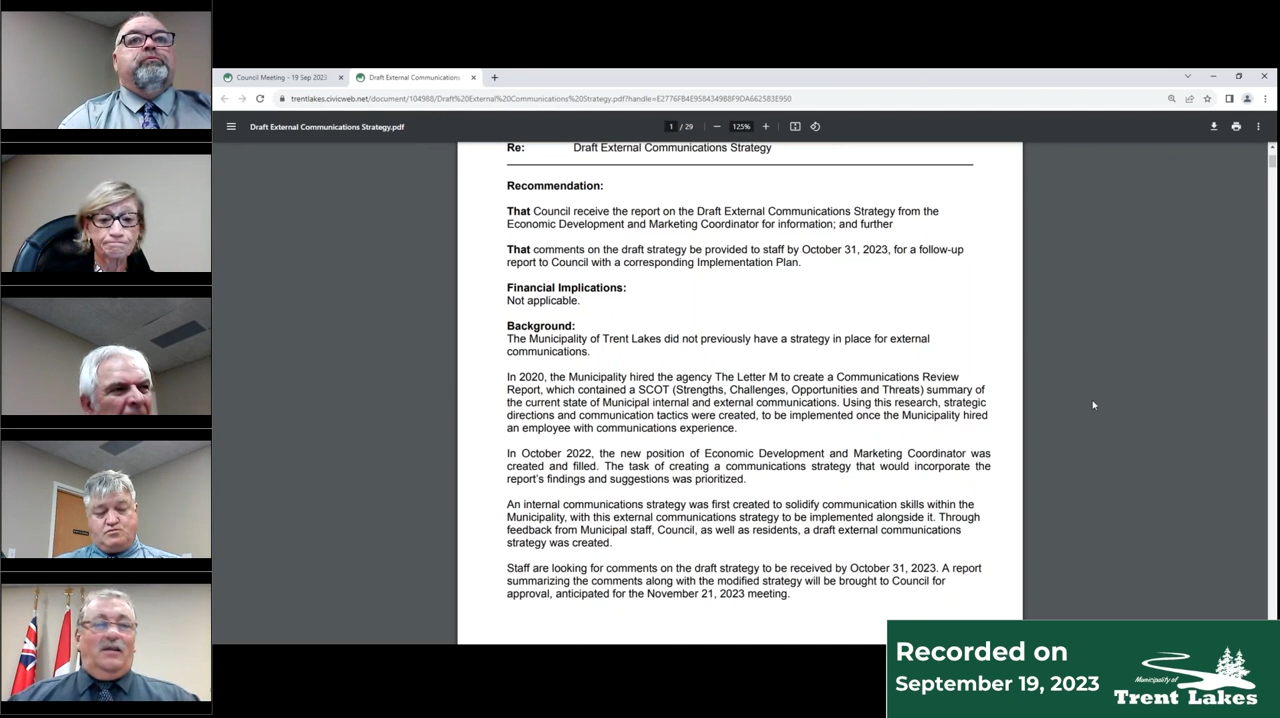 Council Meeting - 19 Sep 2023
Draft External Communications
trentlakes.civicweb.net/document/104988/Draft%20External%20Communications%20Strategy.pdf?handle=E2776FB4E958434988F9DA662583E950
Draft External Communications Strategy.pdf
1 / 29
125%
Re: Draft External Communications Strategy
Recommendation:
That Council receive the report on the Draft External Communications Strategy from the
Economic Development and Marketing Coordinator for information; and further
That comments on the draft strategy be provided to staff by October 31, 2023, for a follow-up
report to Council with a corresponding Implementation Plan.
Financial Implications:
Not applicable.
Background:
The Municipality of Trent Lakes did not previously have a strategy in place for external
communications.
In 2020, the Municipality hired the agency The Letter M to create a Communications Review
Report, which contained a SCOT (Strengths, Challenges, Opportunities and Threats) summary of
the current state of Municipal internal and external communications. Using this research, strategic
directions and communication tactics were created, to be implemented once the Municipality hired
an employee with communications experience.
In October 2022, the new position of Economic Development and Marketing Coordinator was
created and filled. The task of creating a communications strategy that would incorporate the
report's findings and suggestions was prioritized.
An internal communications strategy was first created to solidify communication skills within the
Municipality, with this external communications strategy to be implemented alongside it. Through
feedback from Municipal staff, Council, as well as residents, a draft external communications
strategy was created.
Staff are looking for comments on the draft strategy to be received by October 31, 2023. A report
summarizing the comments along with the modified strategy will be brought to Council for
approval, anticipated for the November 21, 2023 meeting.
Recorded on
September 19, 2023
Municipality of
Trent Lakes